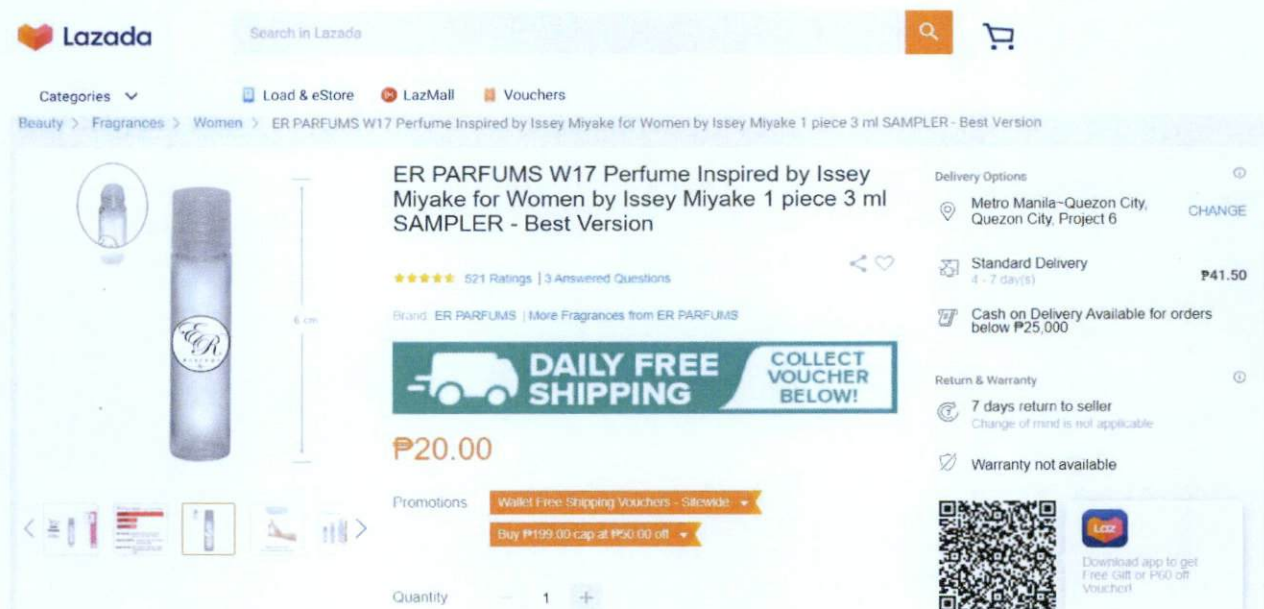 Lazada
Search in Lazada
Categories
Load & eStore
LazMall
Vouchers
Beauty > Fragrances > Women > ER PARFUMS W17 Perfume Inspired by Issey Miyake for Women by Issey Miyake 1 piece 3 ml SAMPLER - Best Version
6 cm
ER
ER PARFUMS W17 Perfume Inspired by Issey
Miyake for Women by Issey Miyake 1 piece 3 ml
SAMPLER - Best Version
521 Ratings | 3 Answered Questions
Brand: ER PARFUMS | More Fragrances from ER PARFUMS
DAILY FREE
SHIPPING
COLLECT
VOUCHER
BELOW!
₱20.00
Promotions
Wallet Free Shipping Vouchers - Sitewide
Buy ₱199.00 cap at ₱50.00 off
Quantity
1 +
Delivery Options
Metro Manila~Quezon City,
Quezon City, Project 6
CHANGE
Standard Delivery
4 - 7 day(s)
₱41.50
Cash on Delivery Available for orders
below ₱25,000
Return & Warranty
7 days return to seller
Change of mind is not applicable
Warranty not available
Laz
Download app to get
Free Gift or P60 off
Voucher!